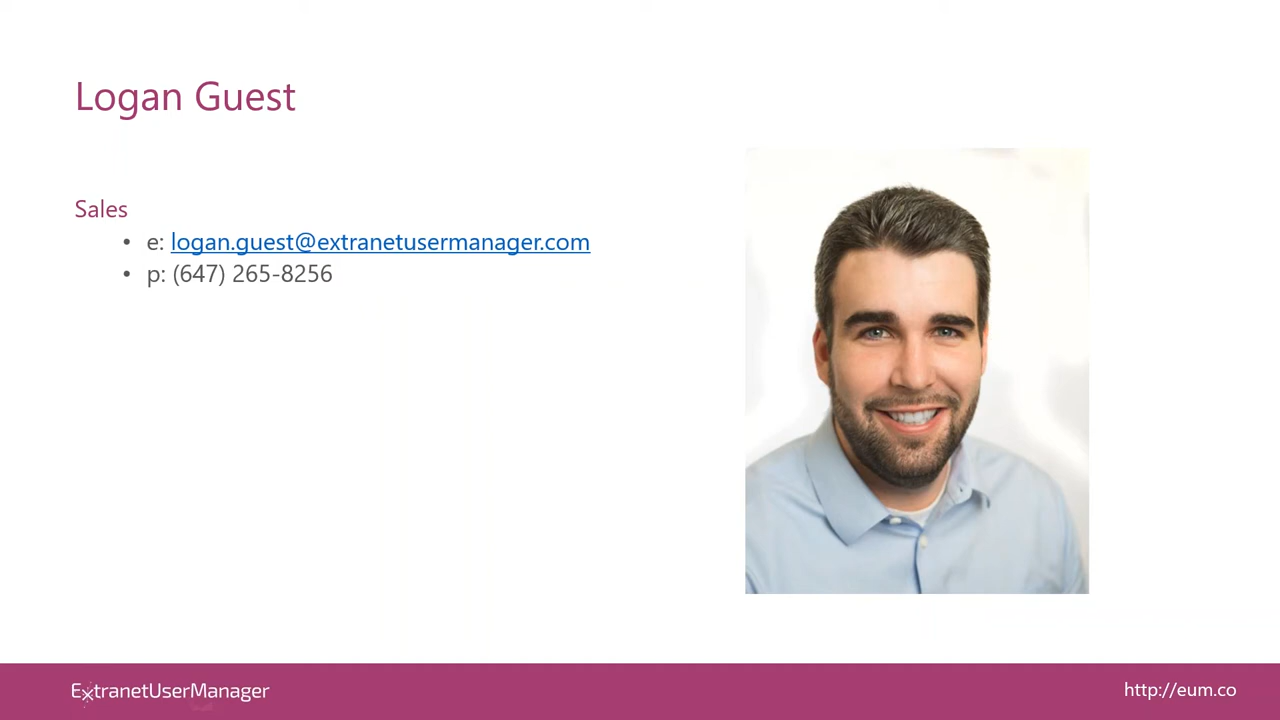 Logan Guest
Sales
• e: logan.guest@extranetusermanager.com
• p: (647) 265-8256
ExtranetUserManager
http://eum.co